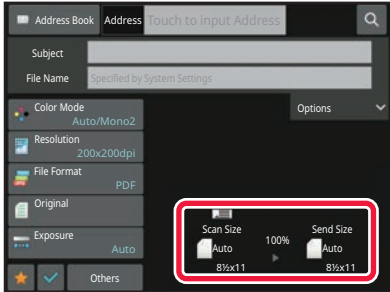 Address Book Address Touch to input Address
Subject
File Name Specified by System Settings
Options
Color Mode
Auto/Mono2
Resolution
200x200dpi
File Format
PDF
Original
Exposure
Auto
Others
Scan Size Send Size
Auto 100% Auto
8½x11 8½x11